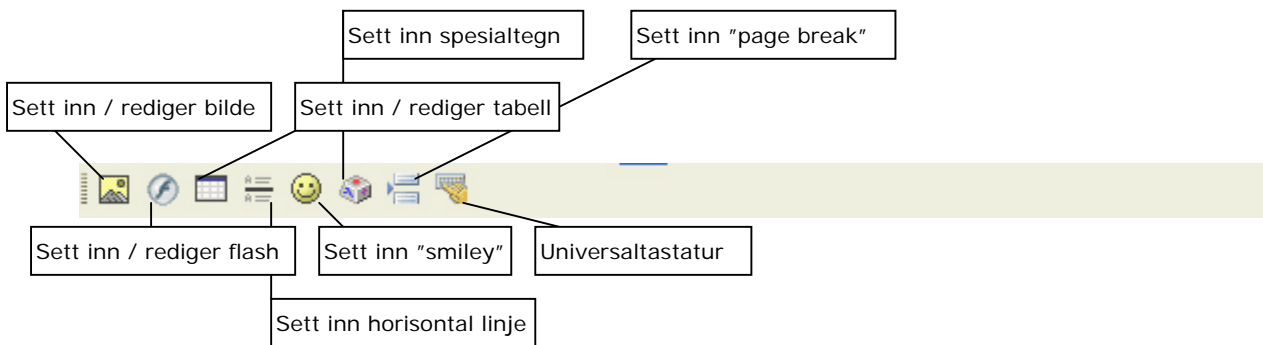 Sett inn spesialtegn
Sett inn "page break"
Sett inn / rediger bilde
Sett inn / rediger tabell
Sett inn / rediger flash
Sett inn "smiley"
Universaltastatur
Sett inn horisontal linje